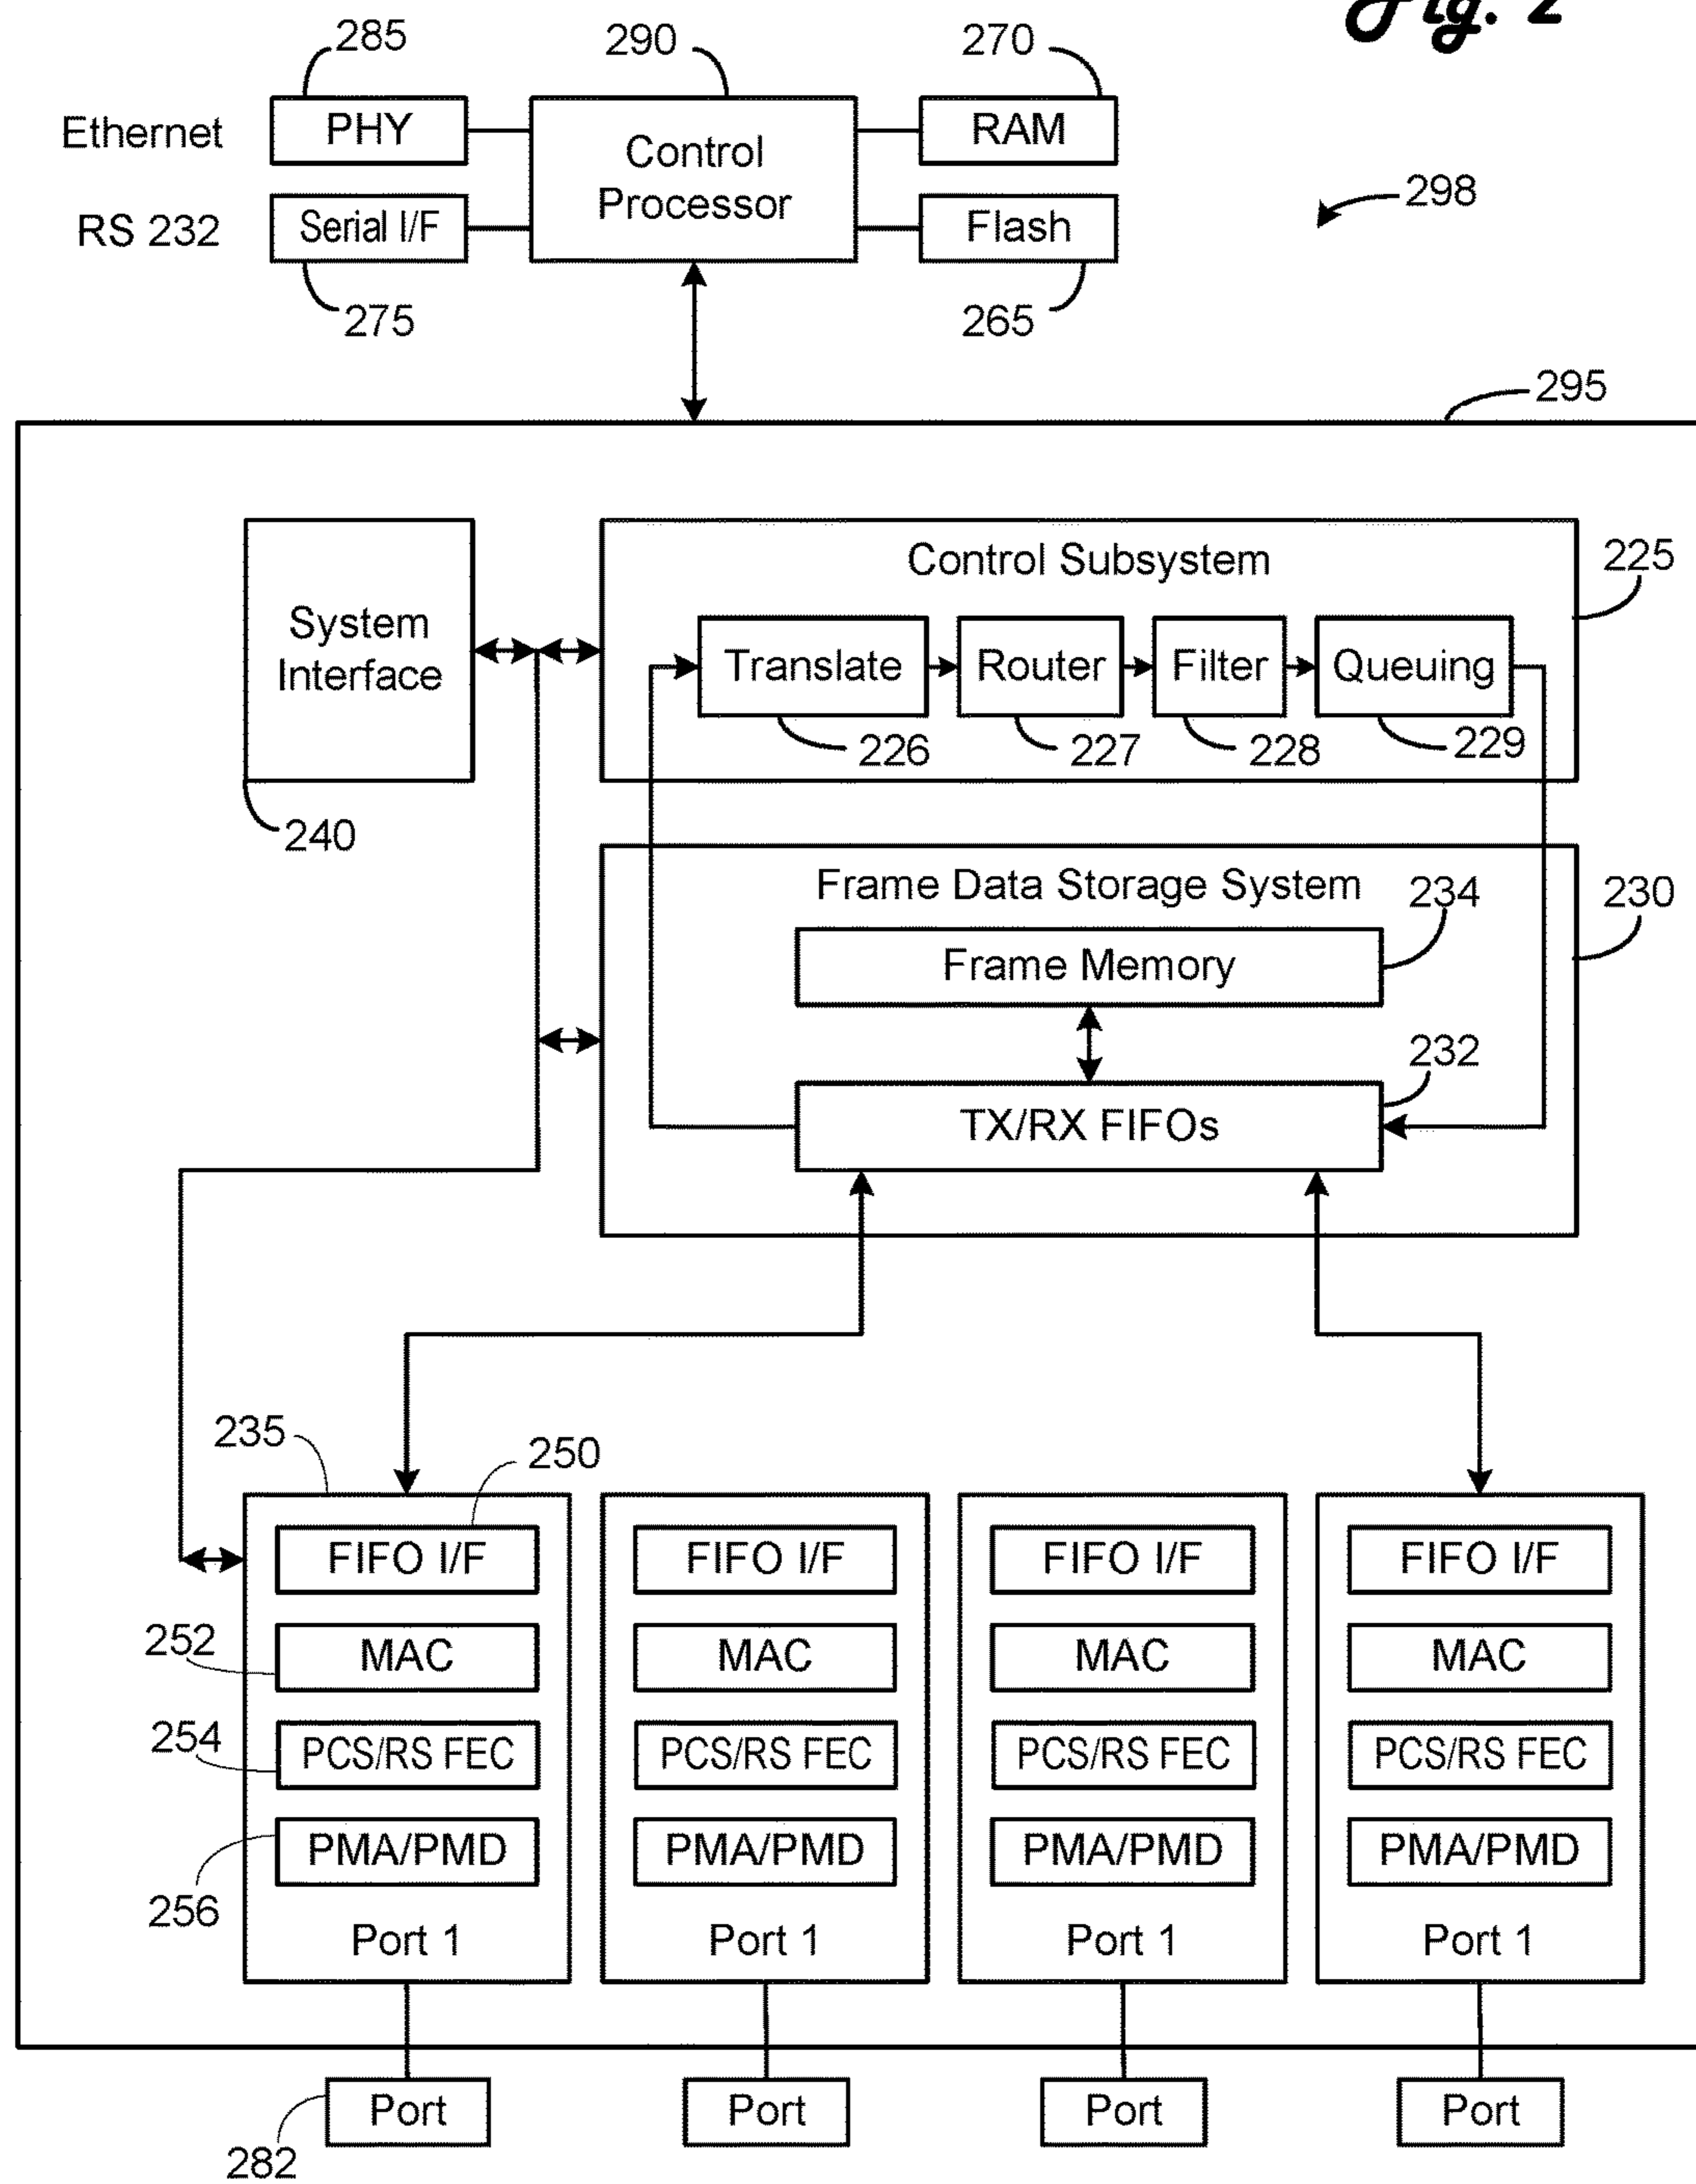 Fig. 2
285
290
270
Ethernet
PHY
Control
Processor
RAM
298
RS 232
Serial I/F
Flash
275
265
295
System
Interface
240
Control Subsystem
225
Translate
Router
Filter
Queuing
226
227
228
229
Frame Data Storage System
234
230
Frame Memory
232
TX/RX FIFOs
235
250
FIFO I/F
FIFO I/F
FIFO I/F
FIFO I/F
252
MAC
MAC
MAC
MAC
254
PCS/RS FEC
PCS/RS FEC
PCS/RS FEC
PCS/RS FEC
256
PMA/PMD
PMA/PMD
PMA/PMD
PMA/PMD
Port 1
Port 1
Port 1
Port 1
Port
Port
Port
Port
282